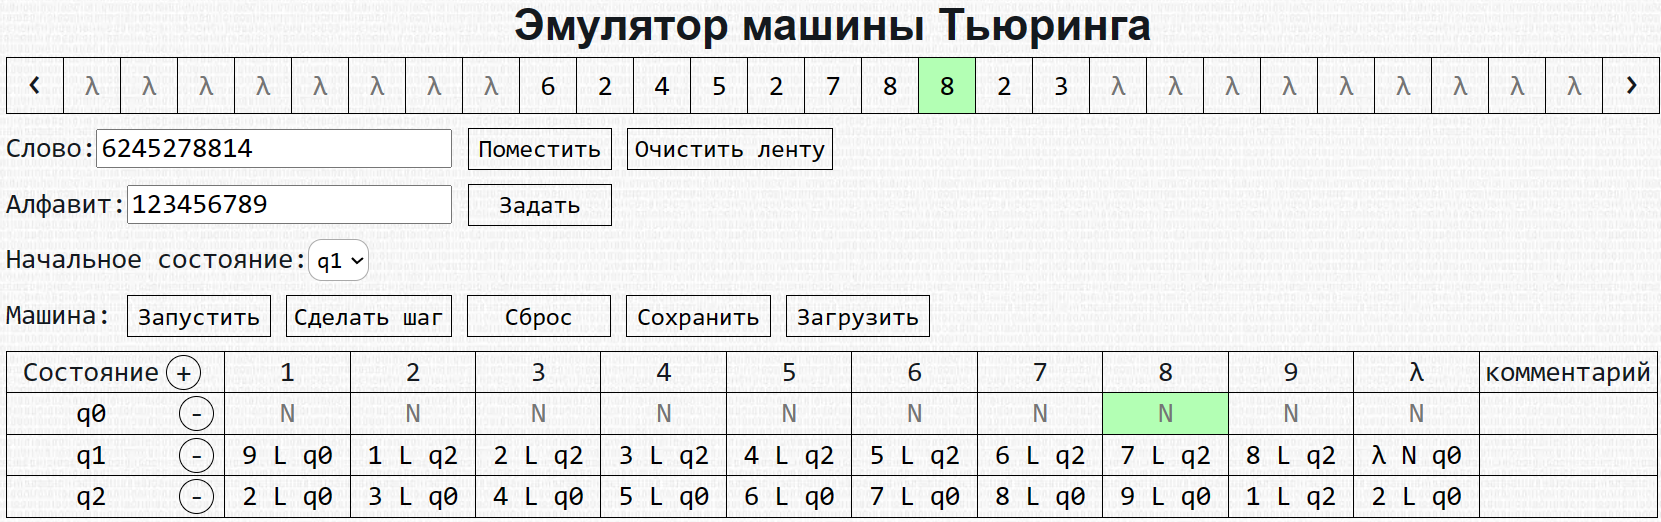 Эмулятор машины Тьюринга
‹ λ λ λ λ λ λ λ λ 6 2 4 5 2 7 8 8 2 3 λ λ λ λ λ λ λ λ λ ›
Слово: 6245278814 Поместить Очистить ленту
Алфавит: 123456789 Задать
Начальное состояние: q1
Машина: Запустить Сделать шаг Сброс Сохранить Загрузить
Состояние + 1 2 3 4 5 6 7 8 9 λ комментарий
q0 - N N N N N N N N N N
q1 - 9 L q0 1 L q2 2 L q2 3 L q2 4 L q2 5 L q2 6 L q2 7 L q2 8 L q2 λ N q0
q2 - 2 L q0 3 L q0 4 L q0 5 L q0 6 L q0 7 L q0 8 L q0 9 L q0 1 L q2 2 L q0